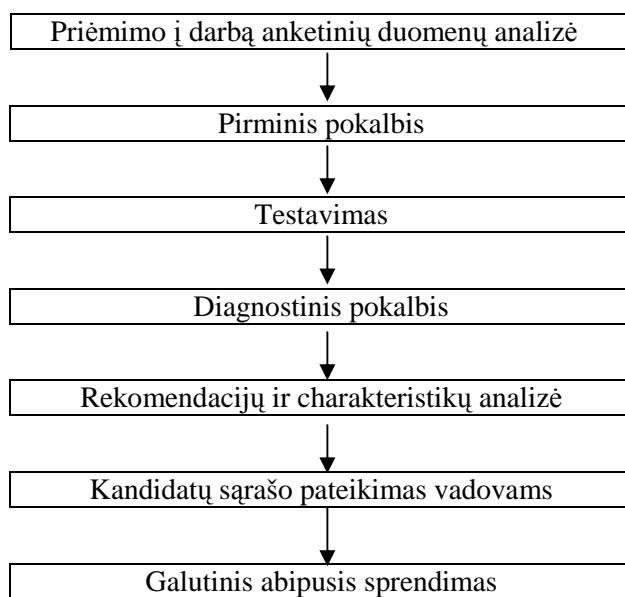 Priėmimo į darbą anketinių duomenų analizė
Pirminis pokalbis
Testavimas
Diagnostinis pokalbis
Rekomendacijų ir charakteristikų analizė
Kandidatų sąrašo pateikimas vadovams
Galutinis abipusis sprendimas